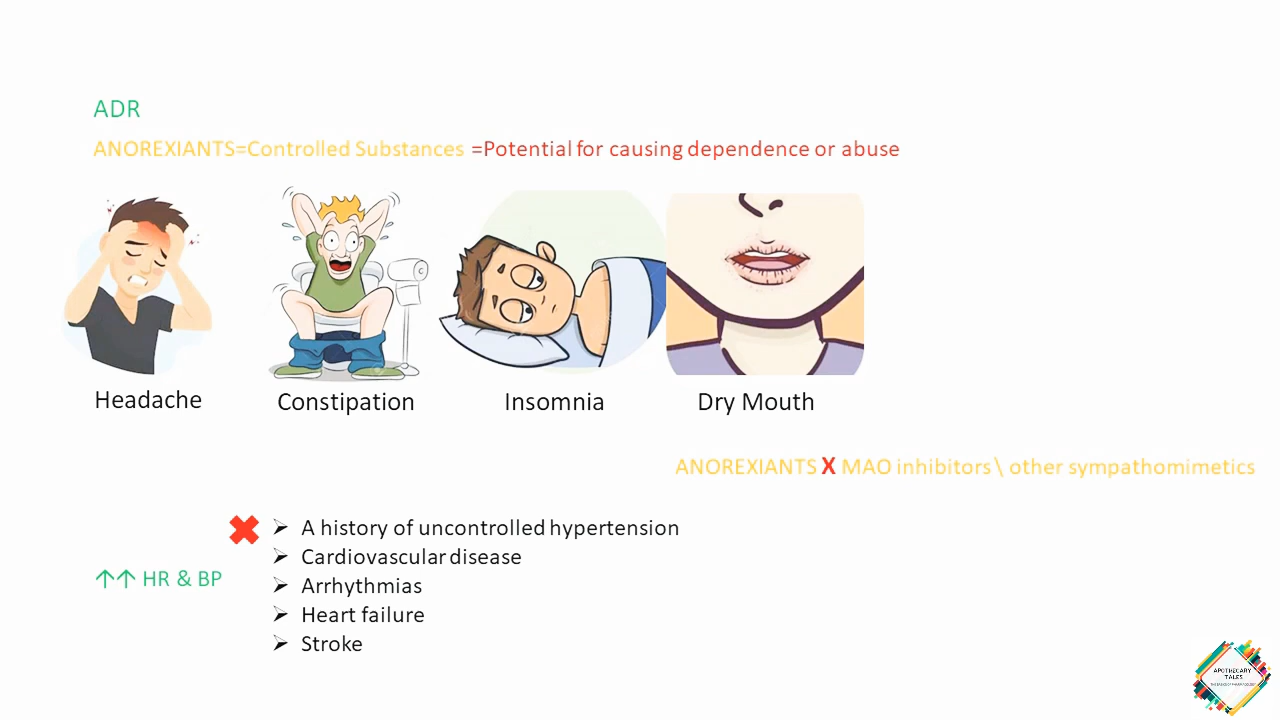 ADR
ANOREXIANTS=Controlled Substances =Potential for causing dependence or abuse
Headache
Constipation
Insomnia
Dry Mouth
ANOREXIANTS X MAO inhibitors\ other sympathomimetics
↑↑ HR & BP
➢ A history of uncontrolled hypertension
➢ Cardiovascular disease
➢ Arrhythmias
➢ Heart failure
➢ Stroke
APOTHECARY
TALES